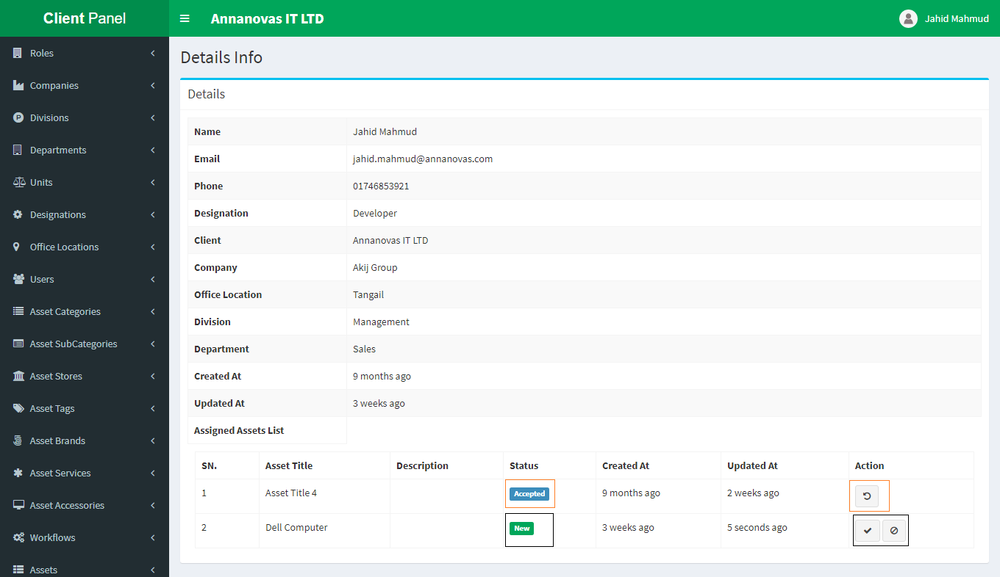 Client Panel
Annanovas IT LTD
Jahid Mahmud
Roles
Companies
Divisions
Departments
Units
Designations
Office Locations
Users
Asset Categories
Asset SubCategories
Asset Stores
Asset Tags
Asset Brands
Asset Services
Asset Accessories
Workflows
Assets
Details Info
Details
Name Jahid Mahmud
Email jahid.mahmud@annanovas.com
Phone 01746853921
Designation Developer
Client Annanovas IT LTD
Company Akij Group
Office Location Tangail
Division Management
Department Sales
Created At 9 months ago
Updated At 3 weeks ago
Assigned Assets List
SN. Asset Title Description Status Created At Updated At Action
1 Asset Title 4 Accepted 9 months ago 2 weeks ago
2 Dell Computer New 3 weeks ago 5 seconds ago